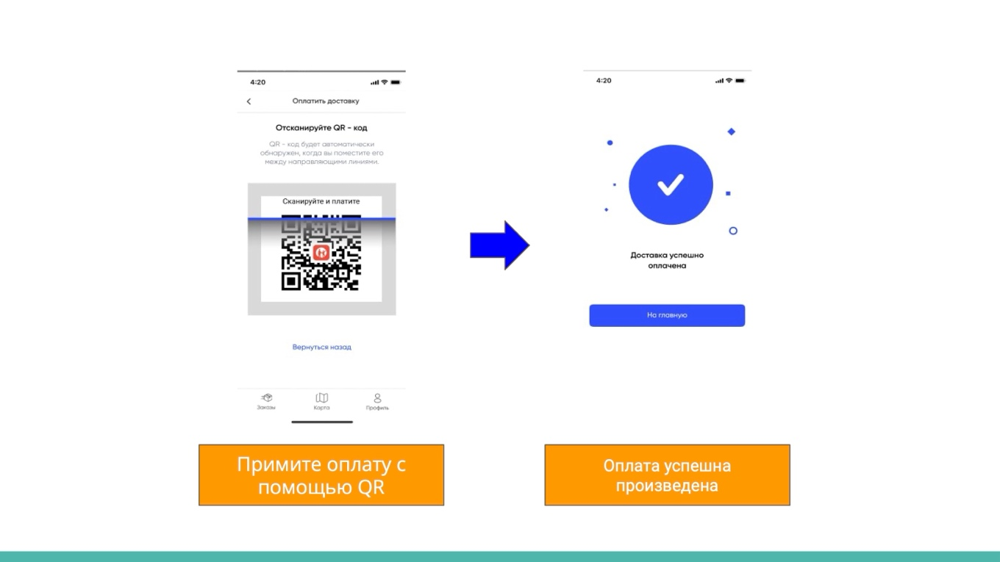 4:20
Оплатить доставку
Отсканируйте QR - код
QR - код будет автоматически
обнаружен, когда вы поместите его
между направляющими линиями.
Сканируйте и платите
Вернуться назад
Заказы
Карта
Профиль
Примите оплату с
помощью QR
4:20
Доставка успешно
оплачена
На главную
Оплата успешна
произведена